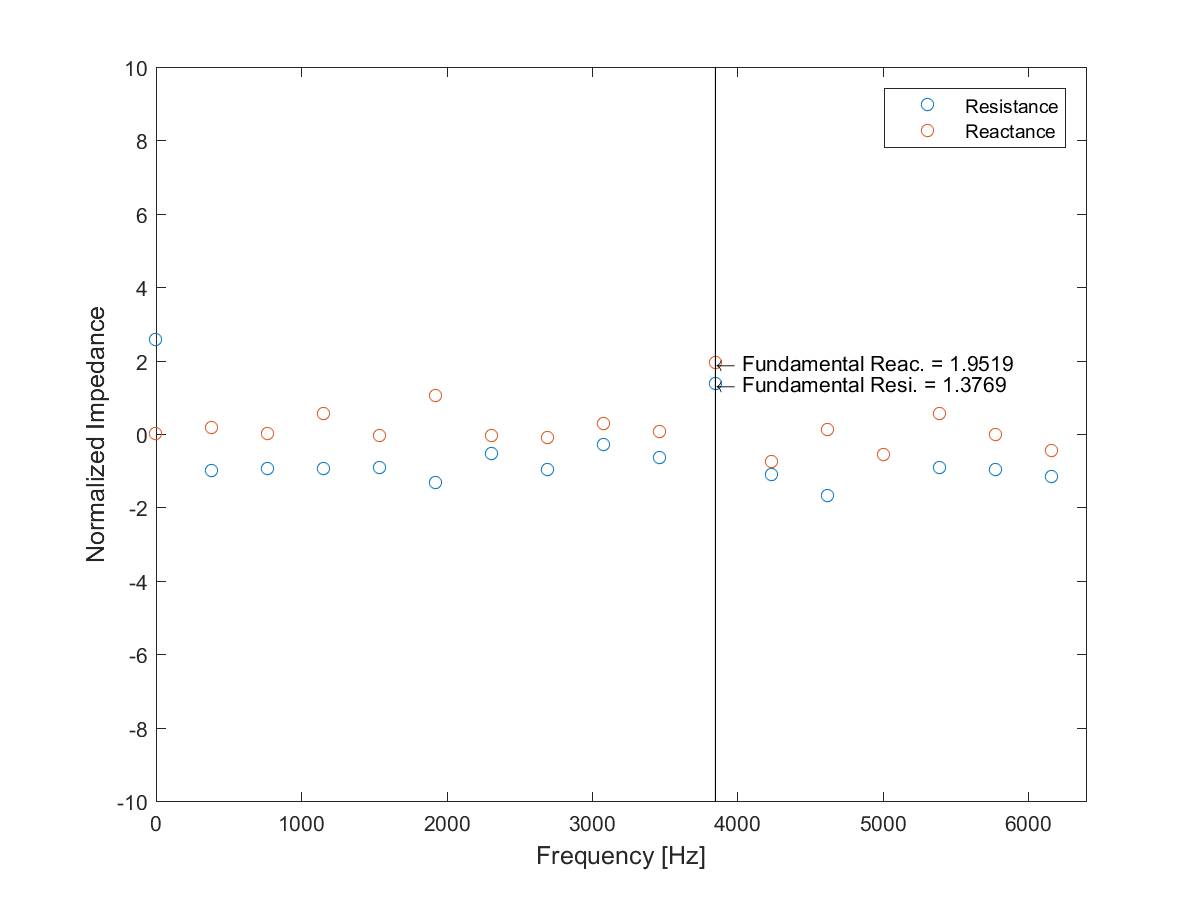 10
8
6
4
2
0
-2
-4
-6
-8
-10
Normalized Impedance
Resistance
Reactance
← Fundamental Reac. = 1.9519
← Fundamental Resi. = 1.3769
0 1000 2000 3000 4000 5000 6000
Frequency [Hz]